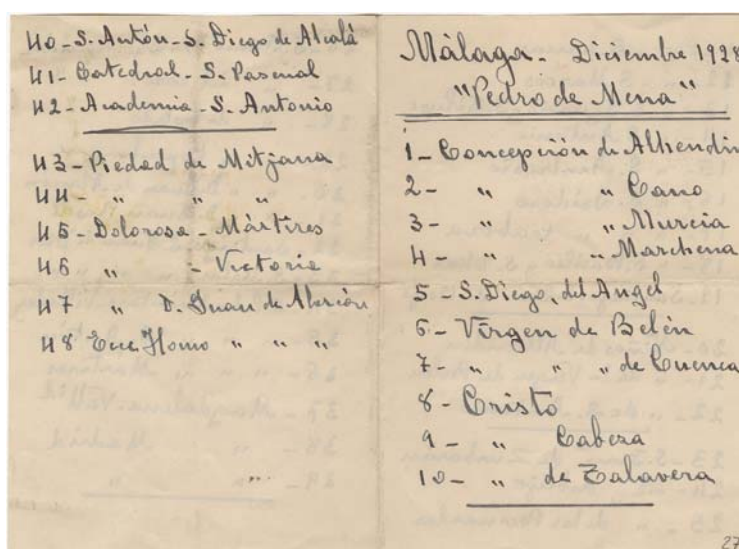 40-S. Antón-S. Diego de Alcalá
41-Catedral-S. Pascual
42-Academia-S. Antonio
43-Piedad de Mitjana
44- " " "
45-Dolorosa-Mártires
46 " - Victoria
47 " D. Juan de Alarcón
48 Ecce Homo " " "
Málaga- Diciembre 1928
"Pedro de Mena"
1-Concepción de Alhendin
2- " " Cano
3- " " Murcia
4- " " Marchena
5-S. Diego, del Angel
6-Virgen de Belén
7- " " de Cuenca
8-Cristo
9- " Cabeza
10- " de Talavera
27